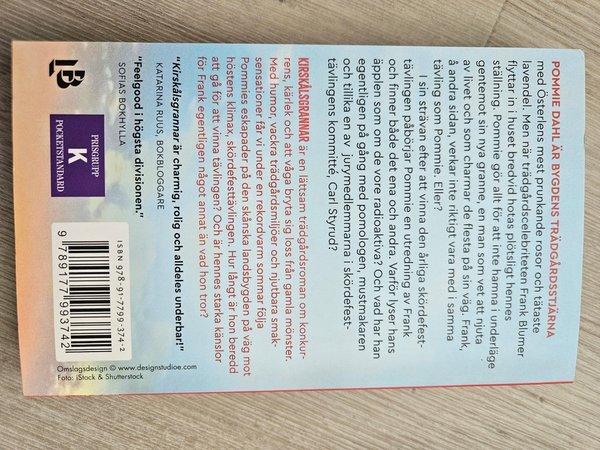 POMMIE DAHL ÄR BYGDENS TRÄDGÅRDSSTJÄRNA
med Österlens mest prunkande rosor och tätaste
lavendel. Men när trädgårdscelebriteten Frank Blumer
flyttar in i huset bredvid hotas plötsligt hennes
ställning. Pommie gör allt för att inte hamna i underläge
gentemot sin nya granne, en man som vet att njuta
av livet och som charmar de flesta på sin väg. Frank,
å andra sidan, verkar inte riktigt vara med i samma
tävling som Pommie. Eller?
I sin strävan efter att vinna den årliga skördefest-
tävlingen påbörjar Pommie en utredning av Frank
och finner både det ena och andra. Varför lyser hans
äpplen som om de vore radioaktiva? Och vad har han
egentligen på gång med pomologen, mustmakaren
och tillika en av jurymedlemmarna i skördefest-
tävlingens kommitté, Carl Styrud?
KIRSKÅLSGRANNAR är en lättsam trädgårdsroman om konkur-
rens, kärlek och att våga bryta sig loss från gamla mönster.
Med humor, vackra trädgårdsmiljöer och njutbara smak-
sensationer får vi under en rekordvarm sommar följa
Pommies eskapader på den skånska landsbygden på väg mot
höstens klimax, skördefesttävlingen. Hur långt är hon beredd
att gå för att vinna tävlingen? Och är hennes starka känslor
för Frank egentligen något annat än vad hon tror?
"Kirskålsgrannar är charmig, rolig och alldeles underbar!"
KATARINA RIJUS, BOKBLOGGARE
"Feelgood i högsta divisionen."
SOFIAS BOKHYLLA
B
PRISGRUPP
K
POCKETSTANDARD
ISBN 978-91-7799-374-2
9 789177 993742
Omslagsdesign © www.designstudioe.com
Foto: iStock & Shutterstock